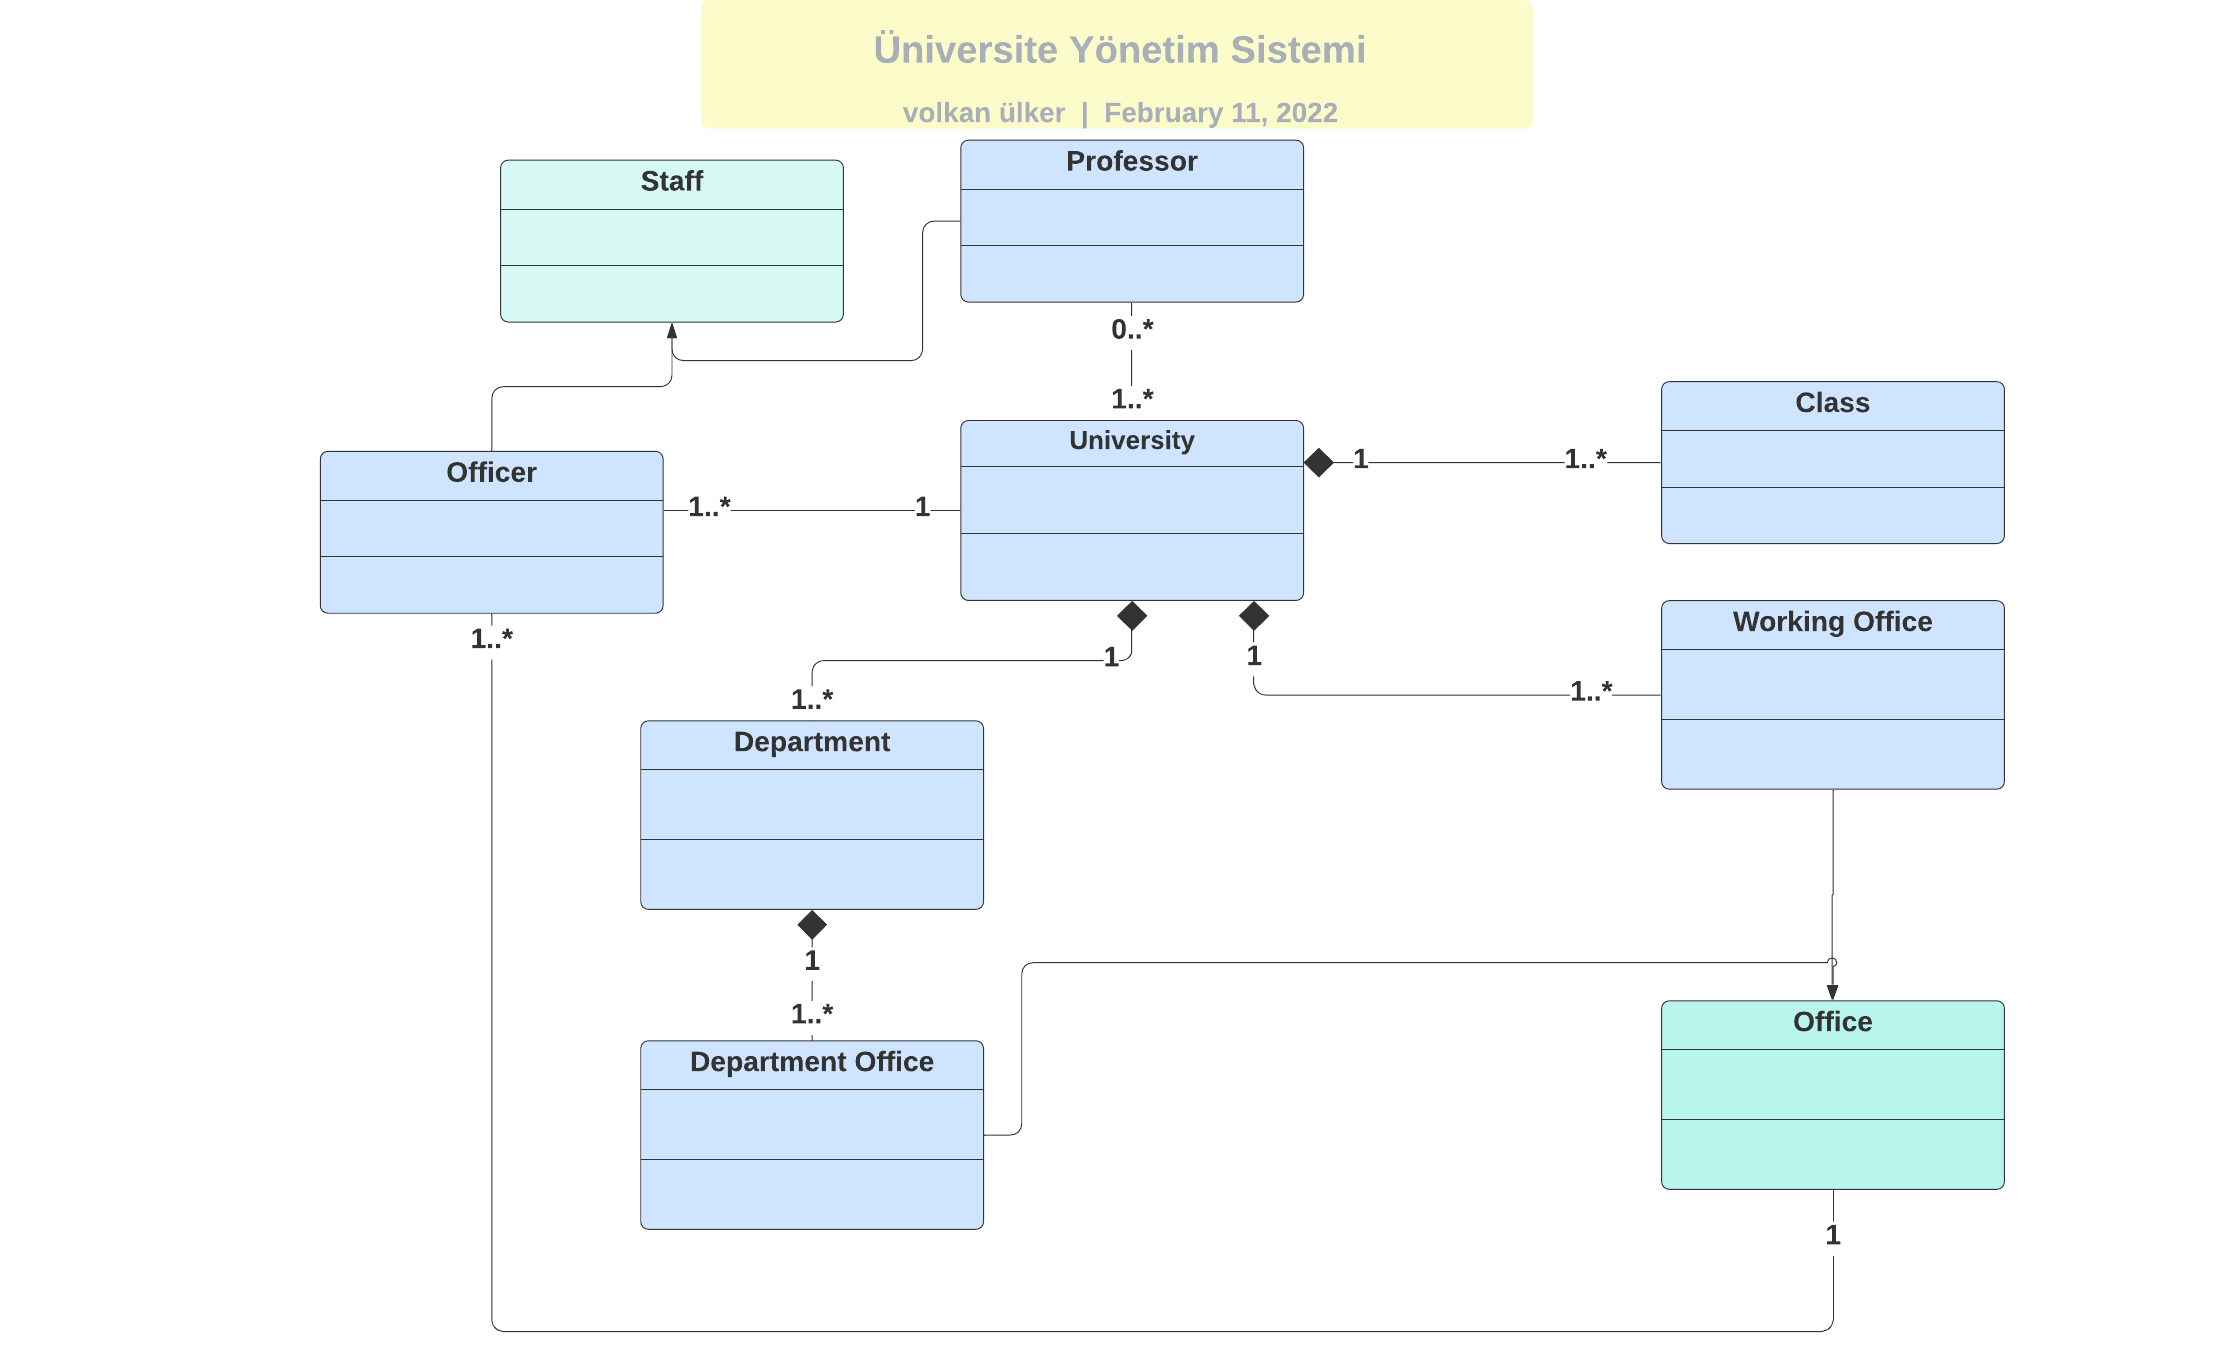 Üniversite Yönetim Sistemi
volkan ülker | February 11, 2022
Professor
Staff
0..*
1..*
Class
University
1
1..*
Officer
1..*
1
Working Office
1..*
1
1
1..*
1..*
Department
1
1..*
Office
Department Office
1